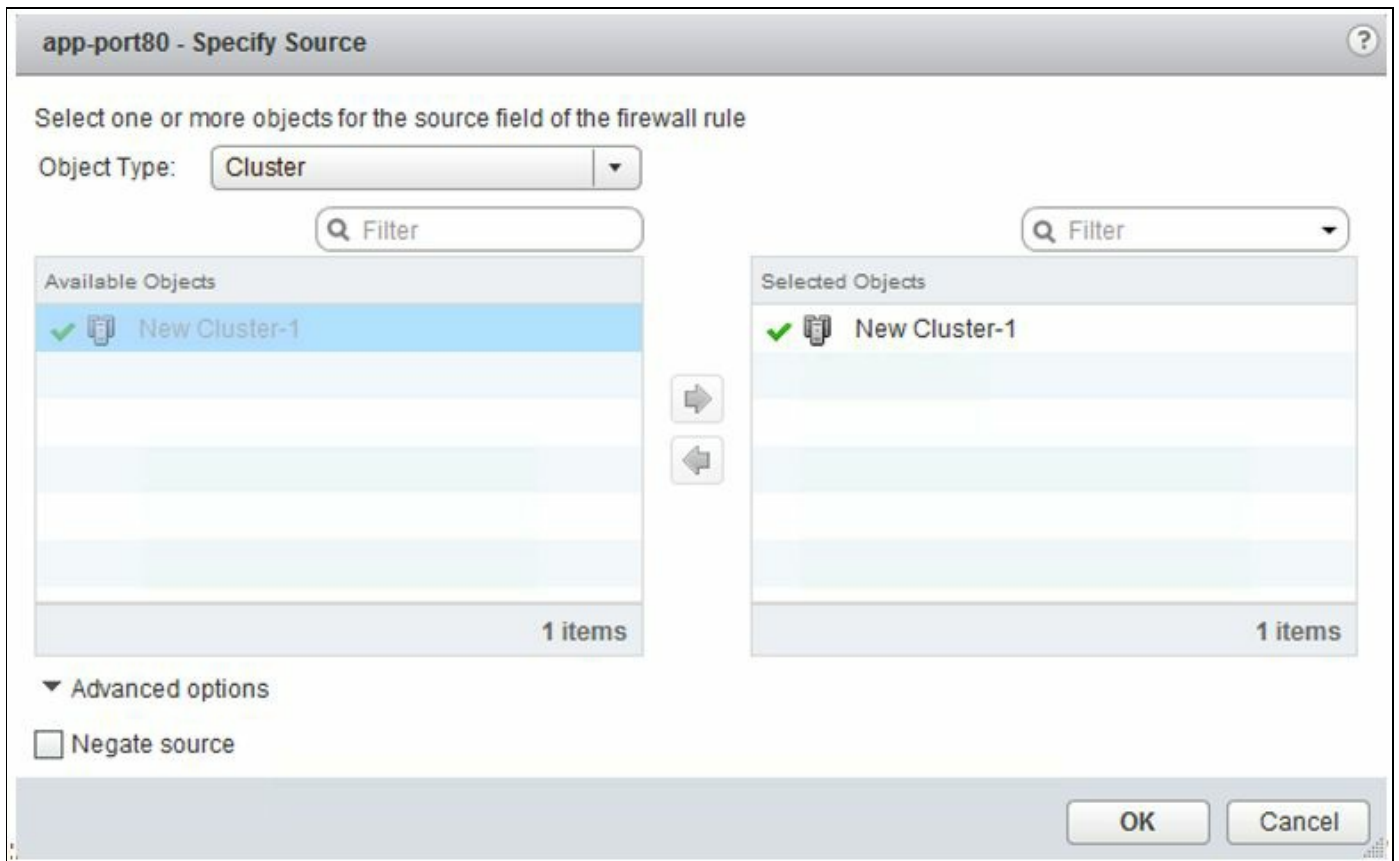 app-port80 - Specify Source
?
Select one or more objects for the source field of the firewall rule
Object Type: Cluster
Filter
Filter
Available Objects
Selected Objects
New Cluster-1
New Cluster-1
1 items
1 items
Advanced options
Negate source
OK
Cancel